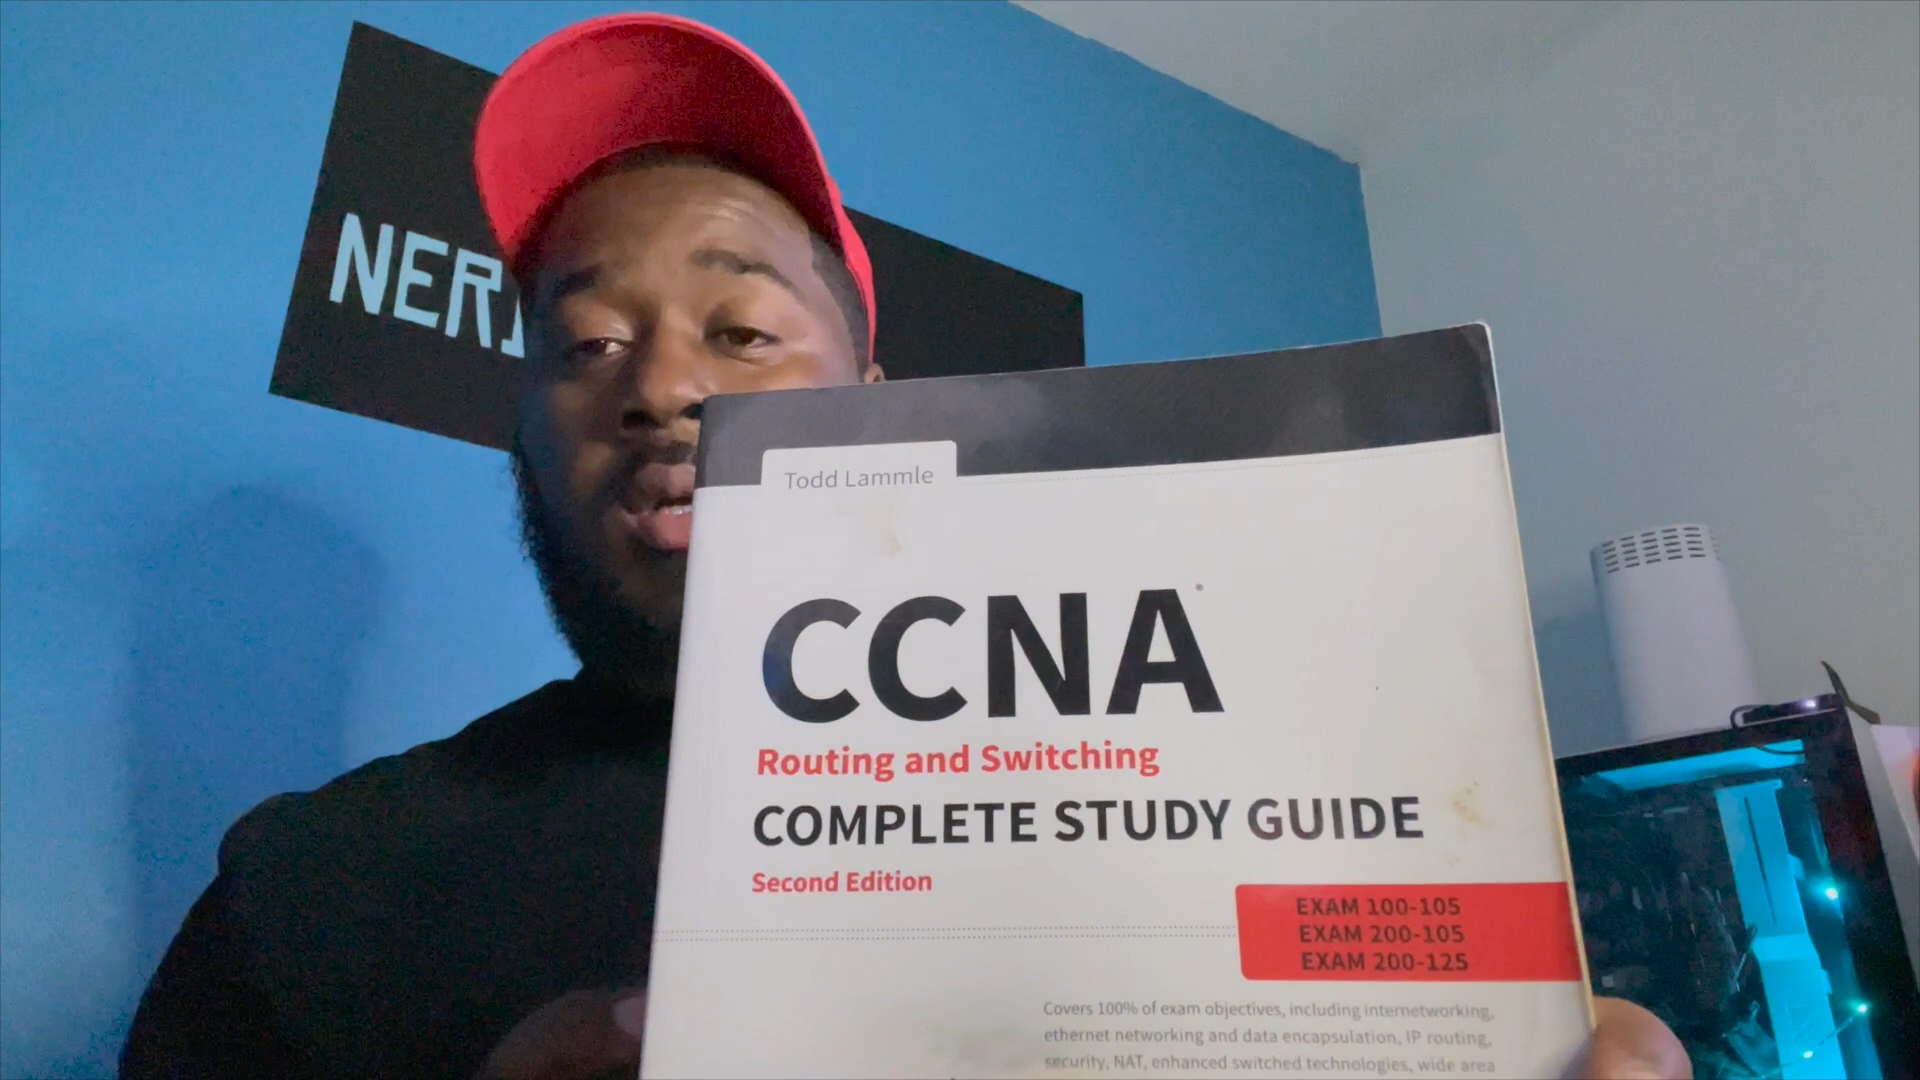 NER
Todd Lammle
CCNA®
Routing and Switching
COMPLETE STUDY GUIDE
Second Edition
EXAM 100-105
EXAM 200-105
EXAM 200-125
Covers 100% of exam objectives, including internetworking,
ethernet networking and data encapsulation, IP routing,
security, NAT, enhanced switched technologies, wide area